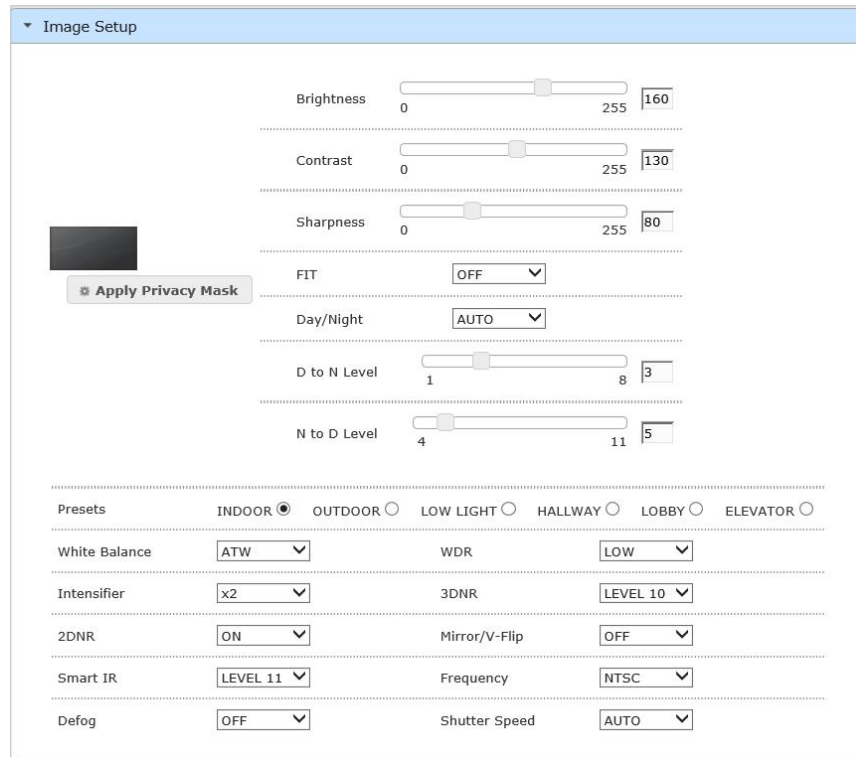 Image Setup
Brightness 0 255 160
Contrast 0 255 130
Sharpness 0 255 80
FIT OFF
Apply Privacy Mask
Day/Night AUTO
D to N Level 1 8 3
N to D Level 4 11 5
Presets INDOOR OUTDOOR LOW LIGHT HALLWAY LOBBY ELEVATOR
White Balance ATW WDR LOW
Intensifier x2 3DNR LEVEL 10
2DNR ON Mirror/V-Flip OFF
Smart IR LEVEL 11 Frequency NTSC
Defog OFF Shutter Speed AUTO